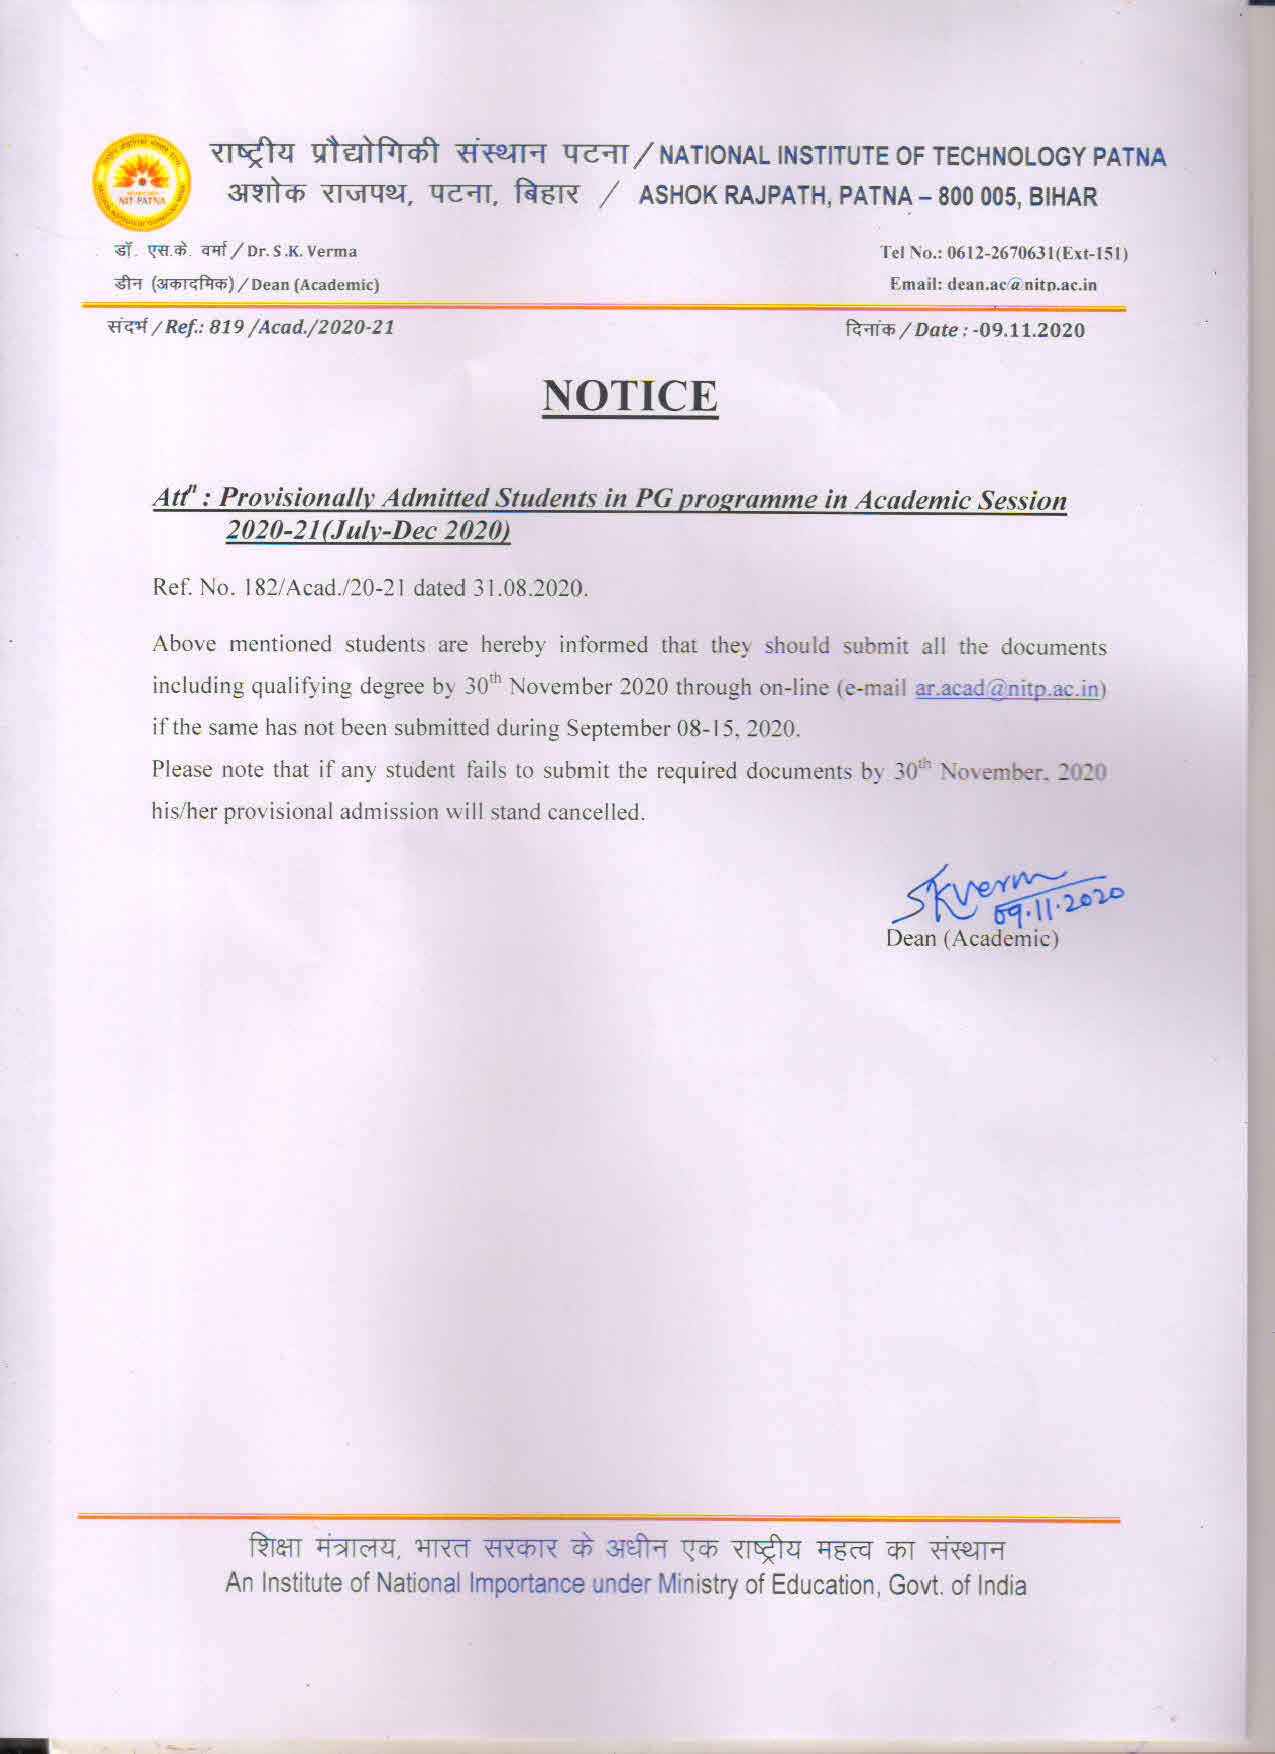 राष्ट्रीय प्रौद्योगिकी संस्थान पटना / NATIONAL INSTITUTE OF TECHNOLOGY PATNA
अशोक राजपथ, पटना, बिहार / ASHOK RAJPATH, PATNA – 800 005, BIHAR
NIT-PATNA
डॉ. एस.के. वर्मा / Dr. S .K. Verma
Tel No.: 0612-2670631(Ext-151)
डीन (अकादमिक) / Dean (Academic)
Email: dean.ac@nitp.ac.in
संदर्भ / Ref.: 819 /Acad./2020-21
दिनांक / Date : -09.11.2020
NOTICE
Attⁿ : Provisionally Admitted Students in PG programme in Academic Session
2020-21(July-Dec 2020)
Ref. No. 182/Acad./20-21 dated 31.08.2020.
Above mentioned students are hereby informed that they should submit all the documents
including qualifying degree by 30th November 2020 through on-line (e-mail ar.acad@nitp.ac.in)
if the same has not been submitted during September 08-15, 2020.
Please note that if any student fails to submit the required documents by 30th November, 2020
his/her provisional admission will stand cancelled.
SKVerma
09.11.2020
Dean (Academic)
शिक्षा मंत्रालय, भारत सरकार के अधीन एक राष्ट्रीय महत्व का संस्थान
An Institute of National Importance under Ministry of Education, Govt. of India